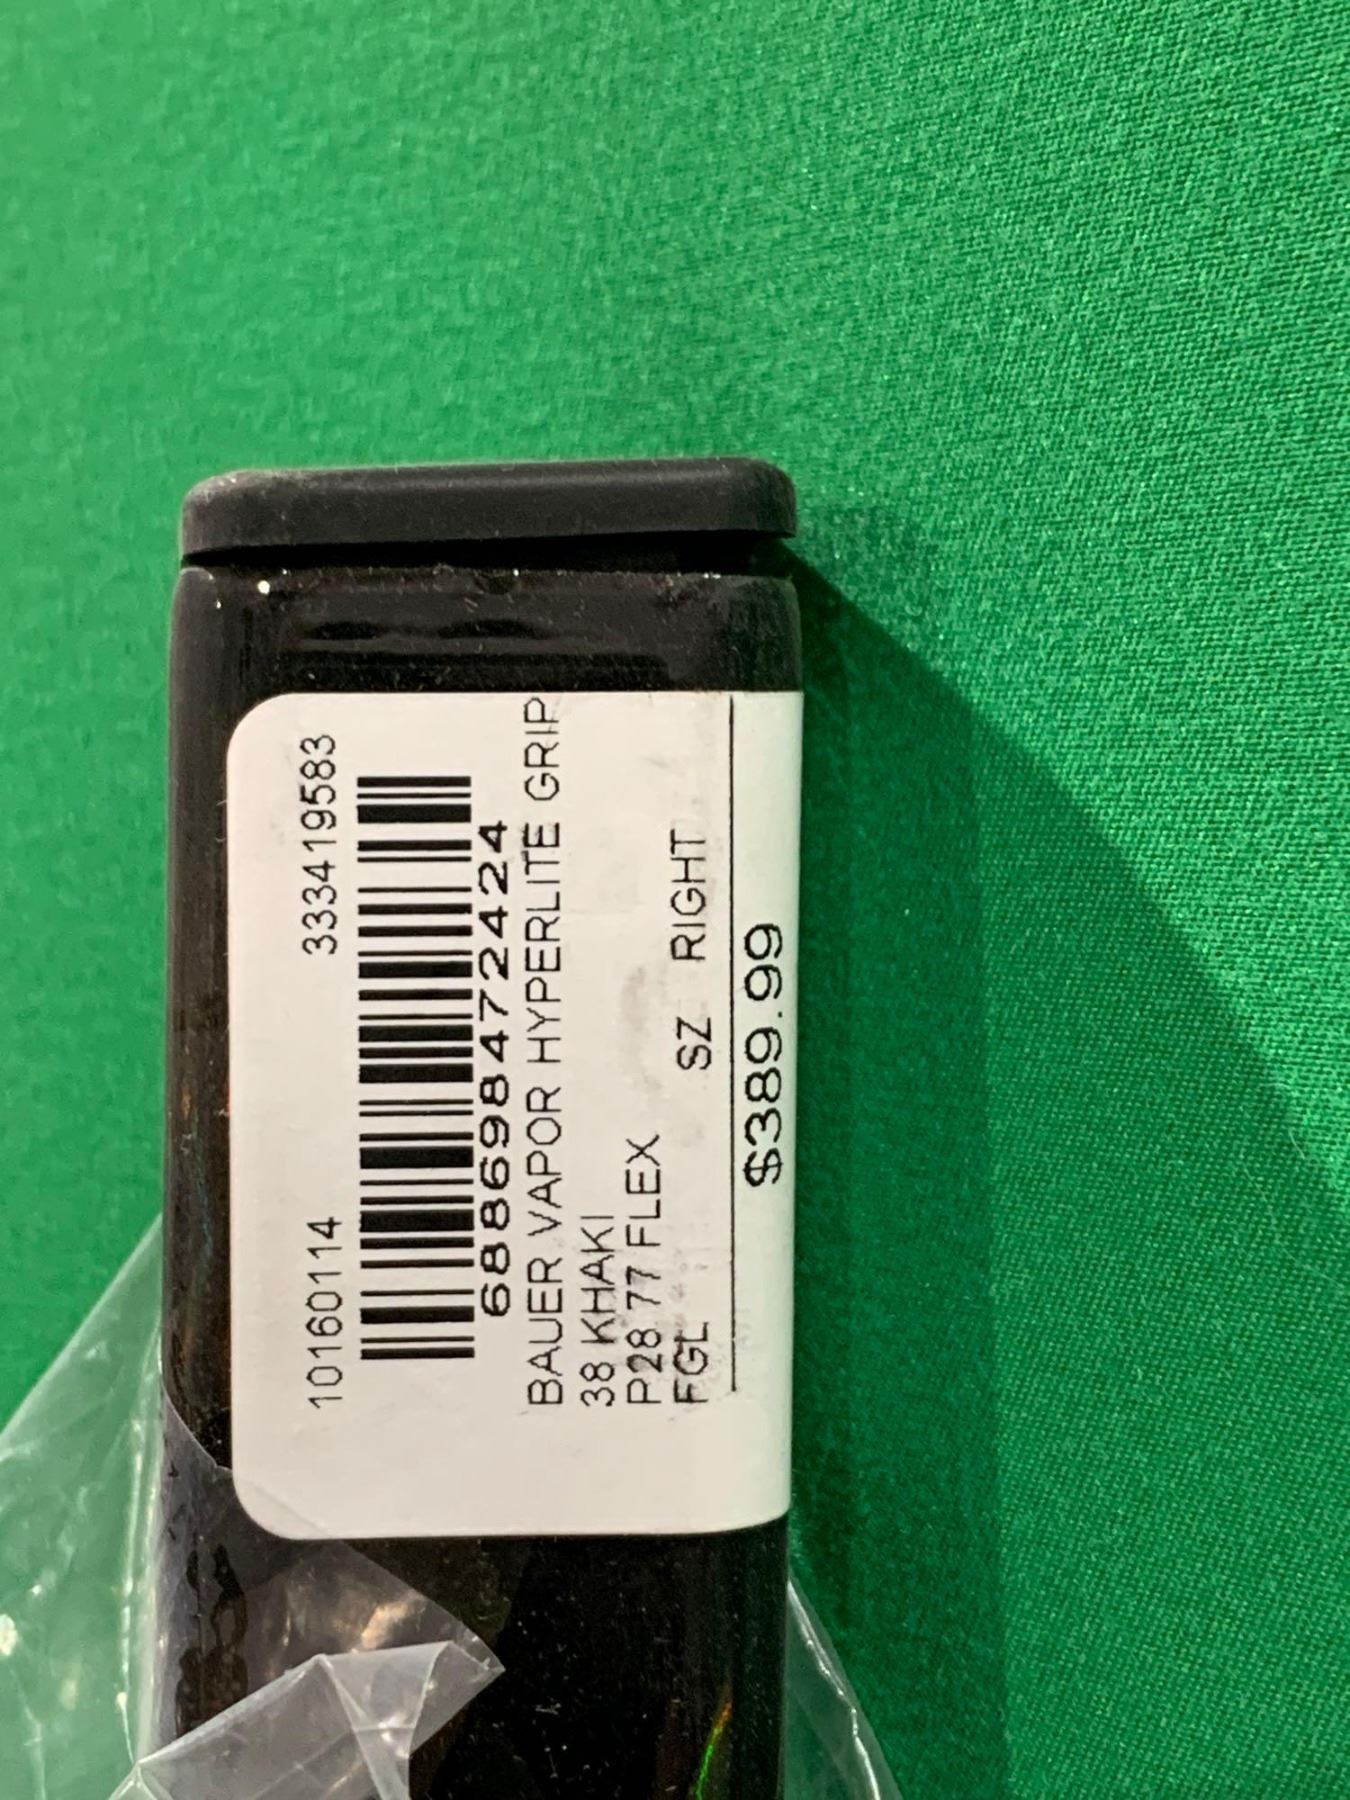 10160114 333419583
688698472424
BAUER VAPOR HYPERLITE GRIP
38 KHAKI
P28 77 FLEX
FGL SZ RIGHT
$389.99